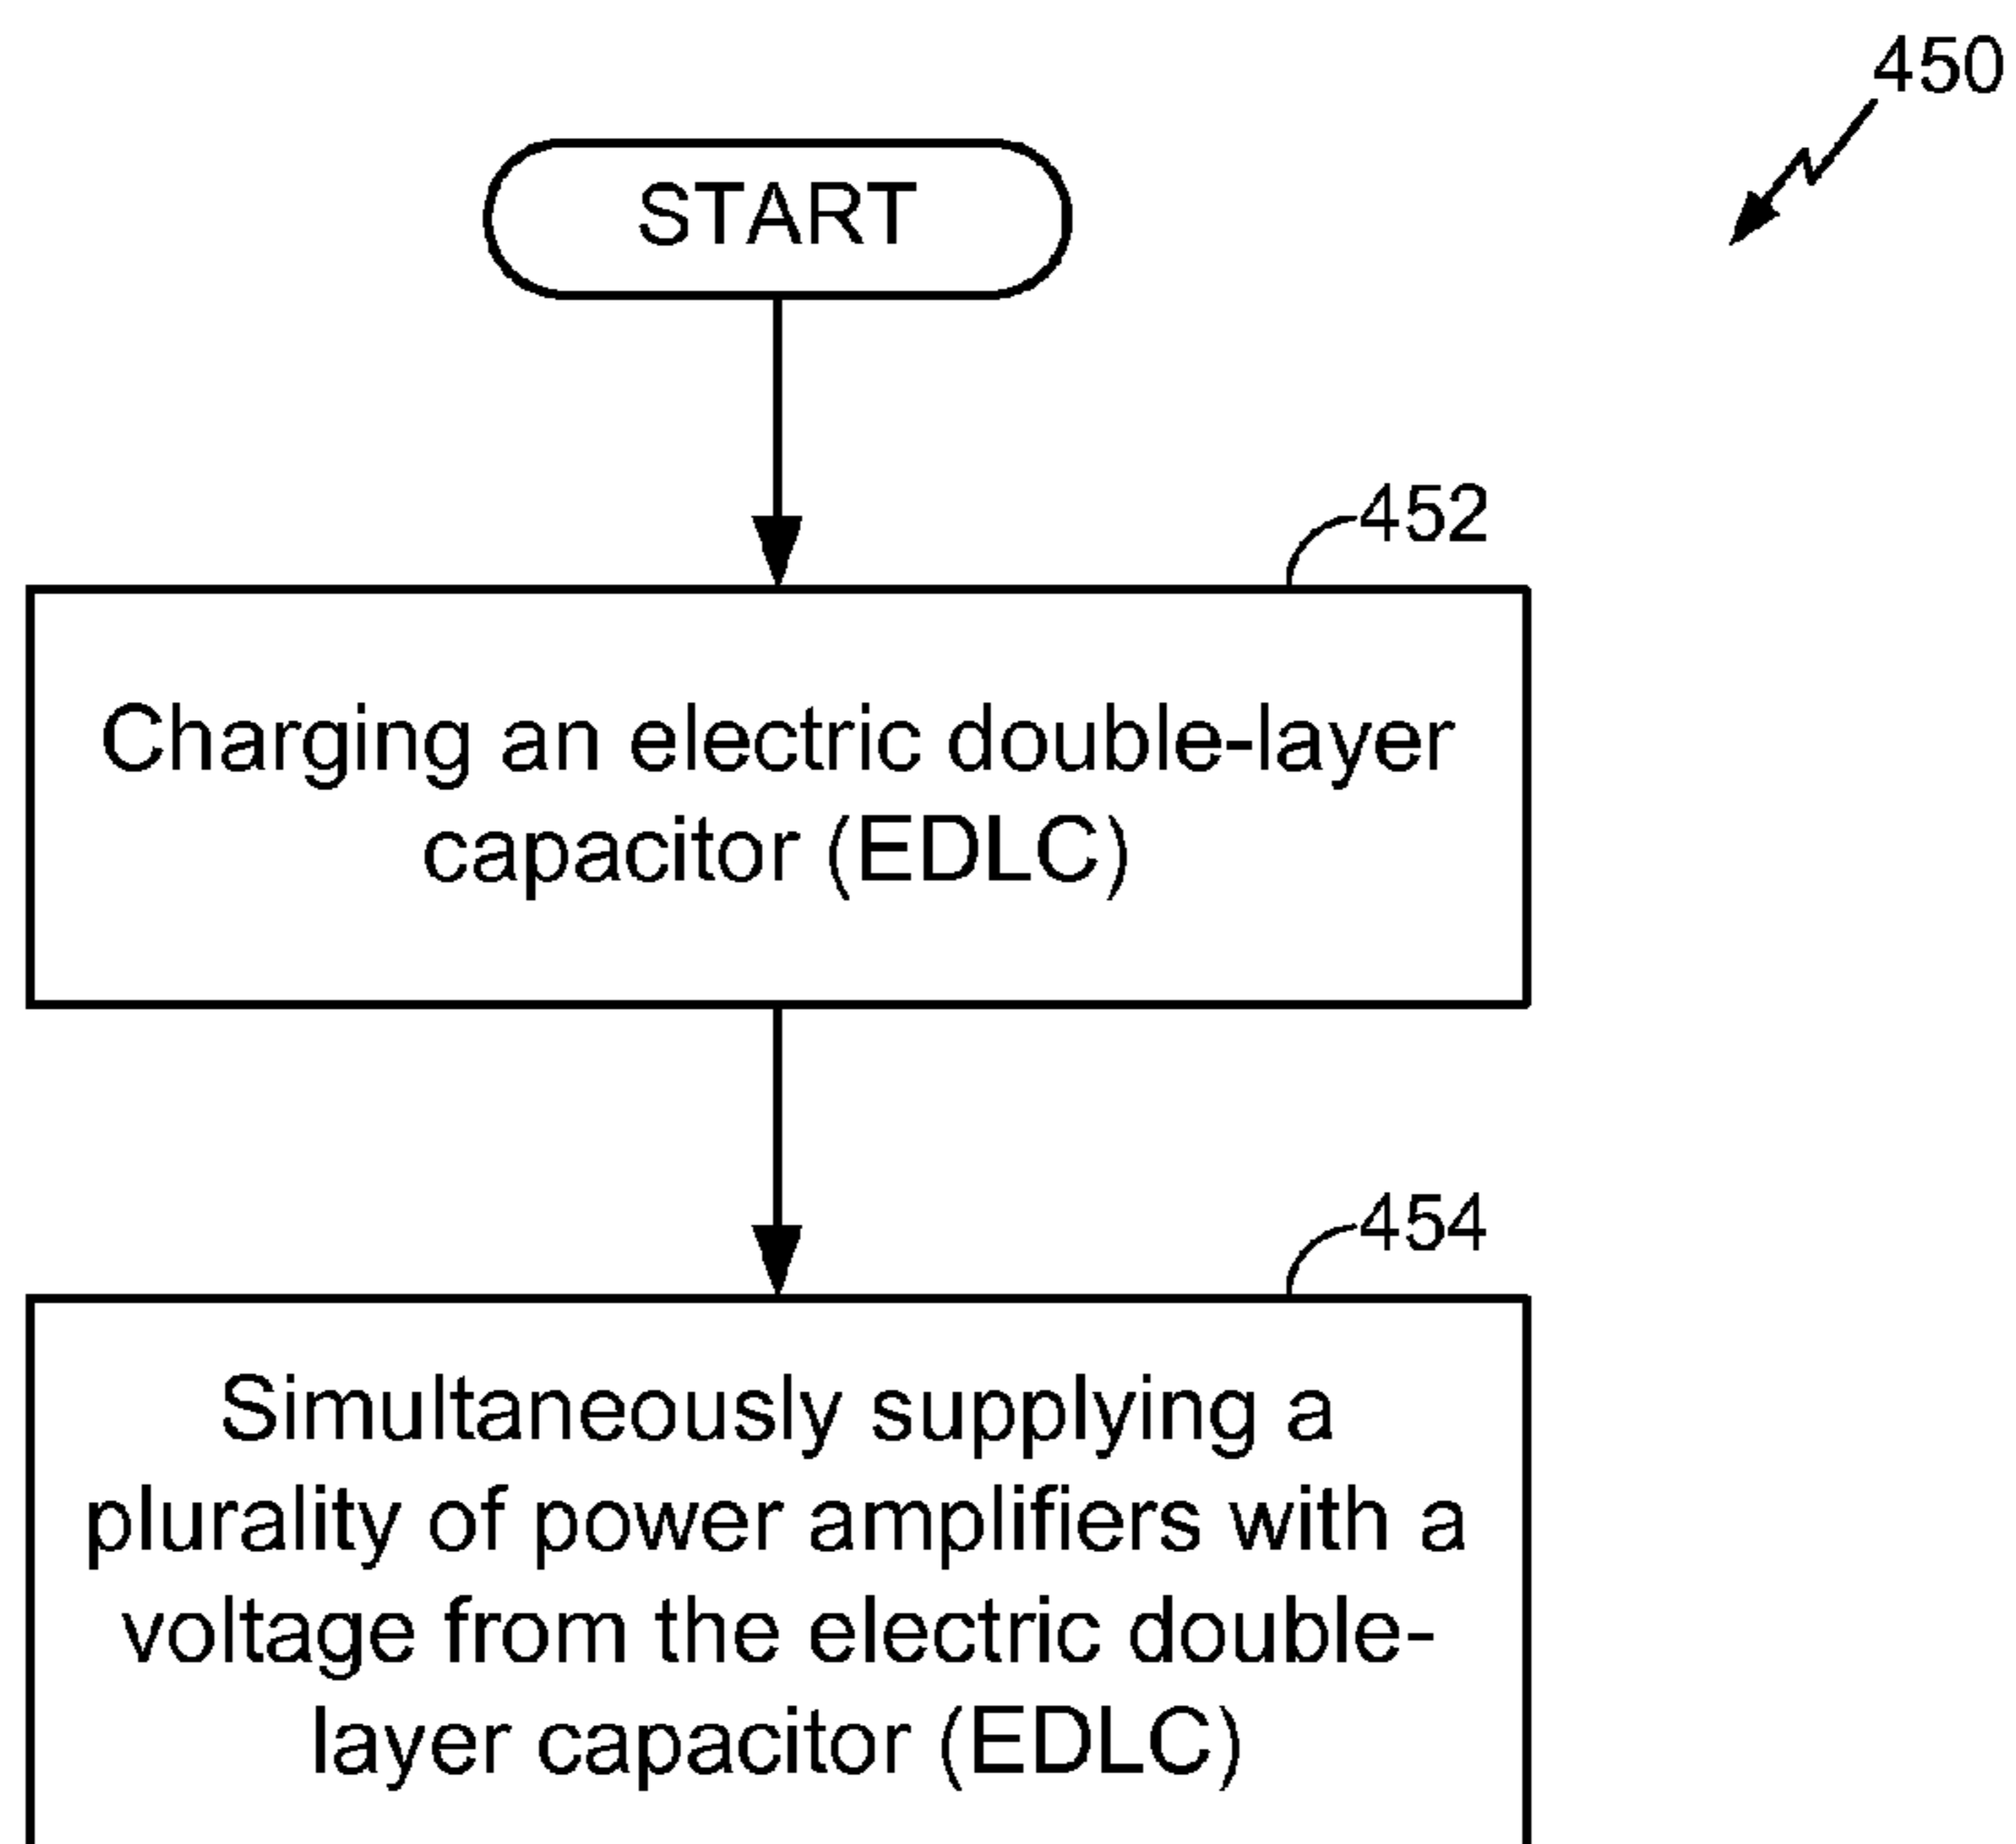 450
START
452
Charging an electric double-layer
capacitor (EDLC)
454
Simultaneously supplying a
plurality of power amplifiers with a
voltage from the electric double-
layer capacitor (EDLC)